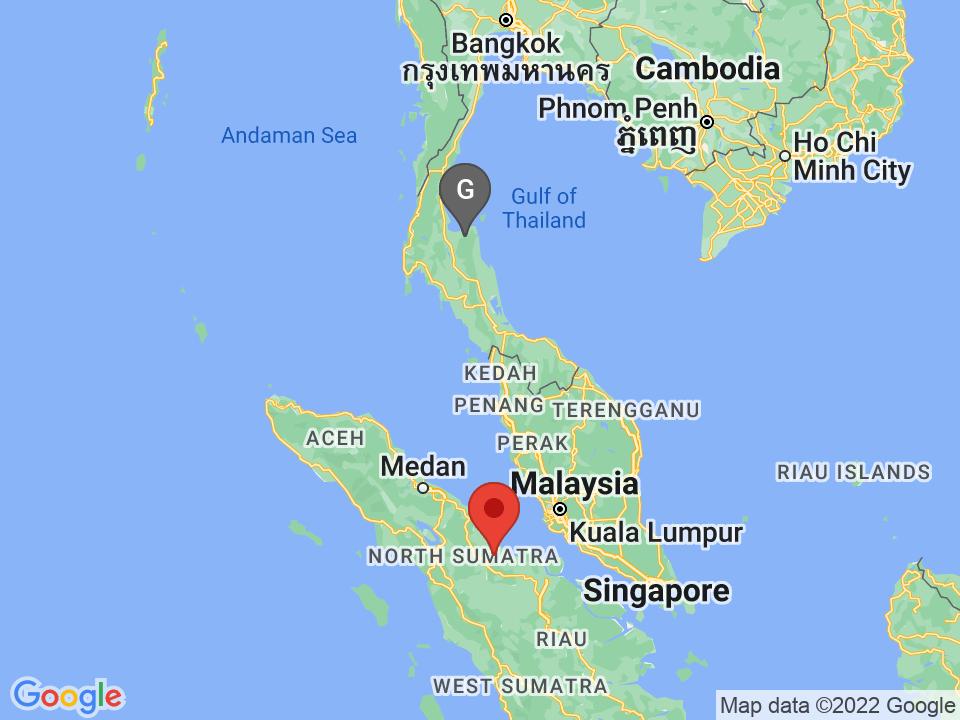 Bangkok
กรุงเทพมหานคร
Cambodia
Phnom Penh
ភ្នំពេញ
Ho Chi
Minh City
Andaman Sea
G
Gulf of
Thailand
KEDAH
PENANG
TERENGGANU
ACEH
PERAK
Medan
RIAU ISLANDS
Malaysia
Kuala Lumpur
NORTH SUMATRA
Singapore
RIAU
WEST SUMATRA
Google
Map data ©2022 Google